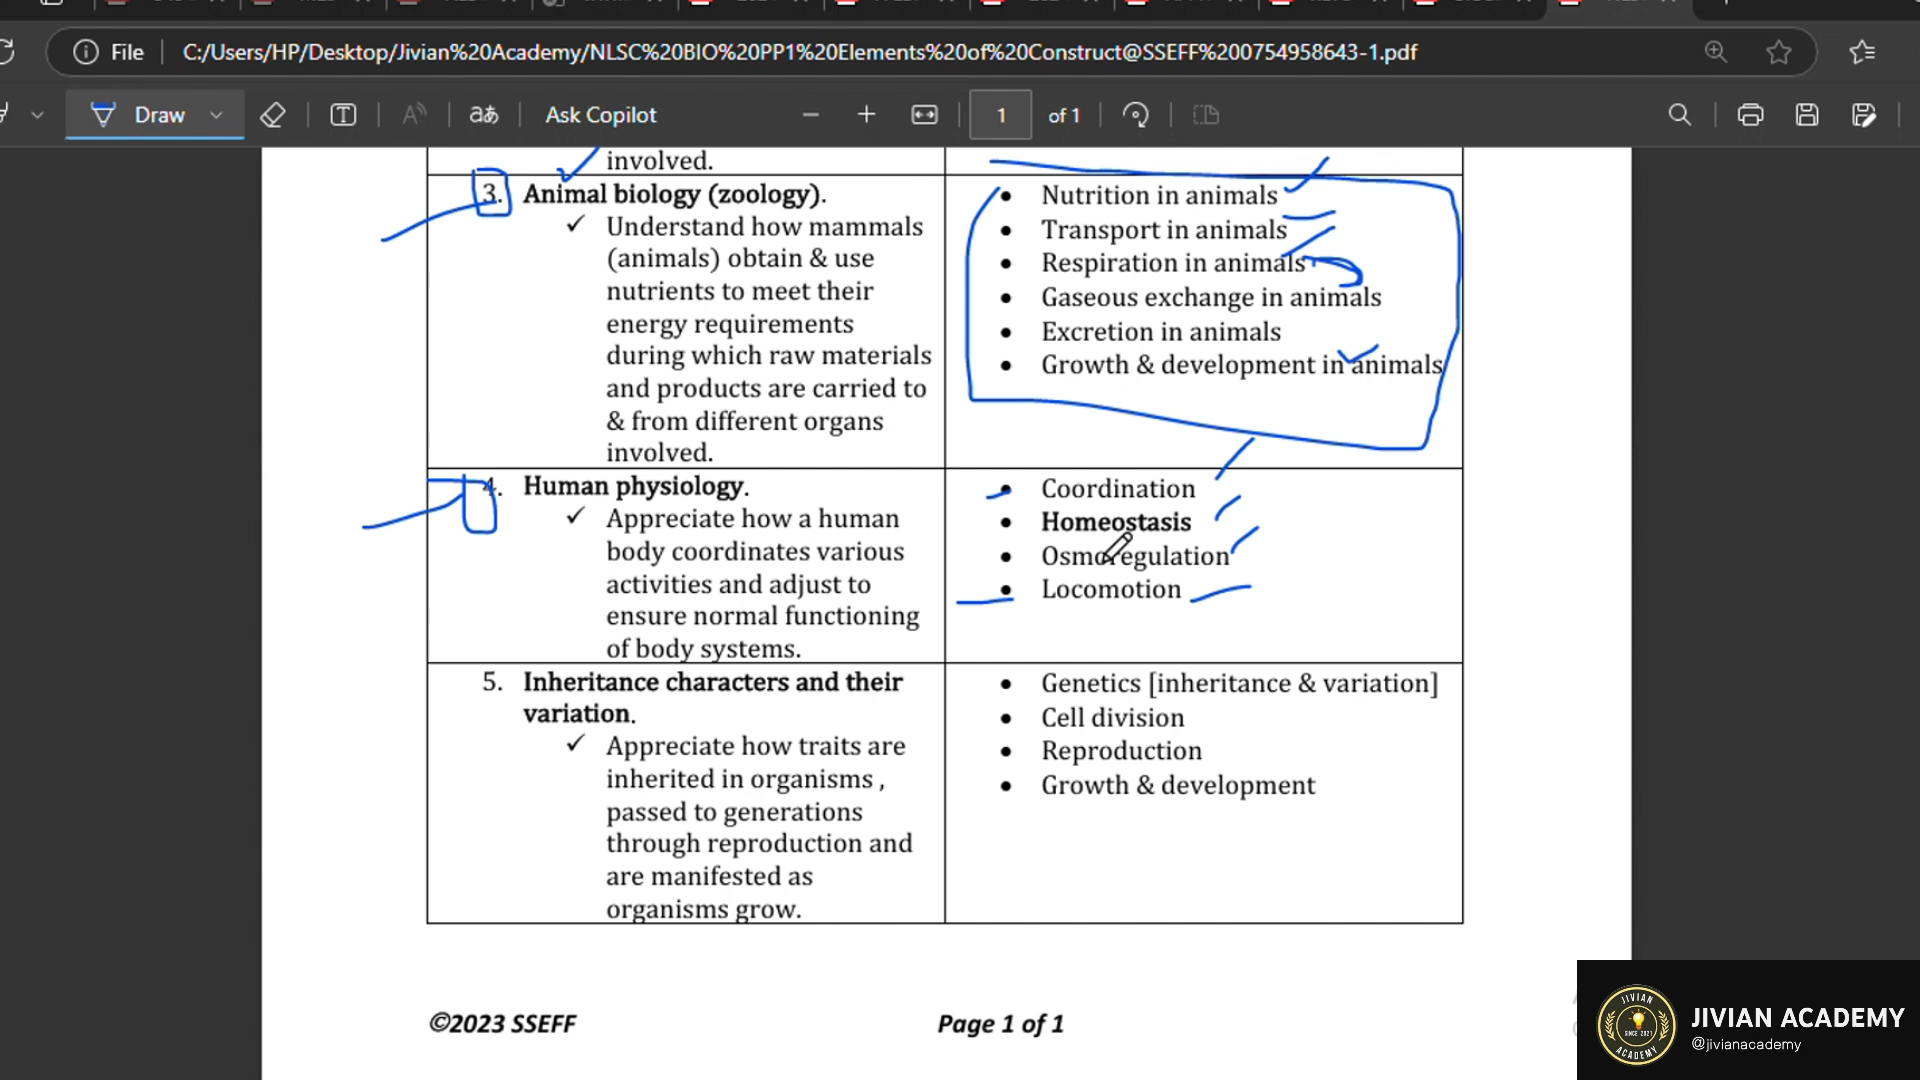 File
C:/Users/HP/Desktop/Jivian%20Academy/NLSC%20BIO%20PP1%20Elements%20of%20Construct@SSEFF%200754958643-1.pdf
Draw
Ask Copilot
1 of 1
involved.
3. Animal biology (zoology).
✓ Understand how mammals
(animals) obtain & use
nutrients to meet their
energy requirements
during which raw materials
and products are carried to
& from different organs
involved.
• Nutrition in animals
• Transport in animals
• Respiration in animals
• Gaseous exchange in animals
• Excretion in animals
• Growth & development in animals
4. Human physiology.
✓ Appreciate how a human
body coordinates various
activities and adjust to
ensure normal functioning
of body systems.
• Coordination
• Homeostasis
• Osmoregulation
• Locomotion
5. Inheritance characters and their
variation.
✓ Appreciate how traits are
inherited in organisms ,
passed to generations
through reproduction and
are manifested as
organisms grow.
• Genetics [inheritance & variation]
• Cell division
• Reproduction
• Growth & development
©2023 SSEFF
Page 1 of 1
JIVIAN
SINCE 2021
ACADEMY
JIVIAN ACADEMY
@jivianacademy